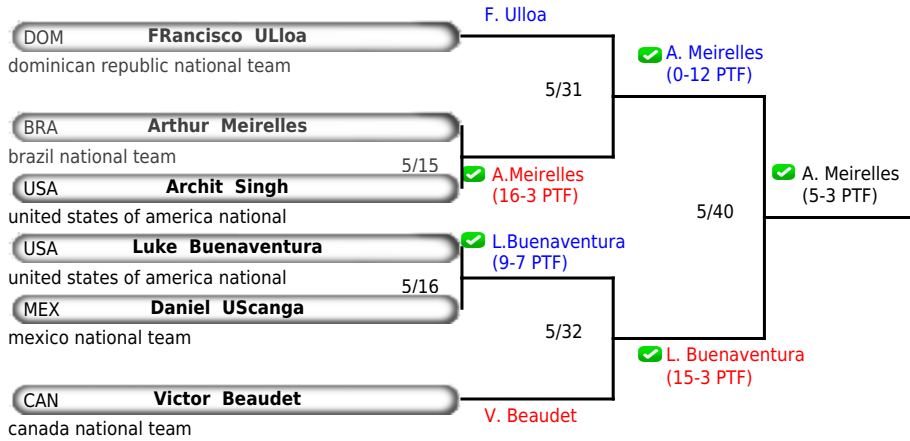 F. Ulloa
DOM FRancisco ULloa
dominican republic national team
A. Meirelles
(0-12 PTF)
5/31
BRA Arthur Meirelles
brazil national team
5/15
A.Meirelles
(16-3 PTF)
USA Archit Singh
united states of america national
A. Meirelles
(5-3 PTF)
5/40
USA Luke Buenaventura
united states of america national
L.Buenaventura
(9-7 PTF)
5/16
MEX Daniel UScanga
mexico national team
5/32
L. Buenaventura
(15-3 PTF)
CAN Victor Beaudet
canada national team
V. Beaudet